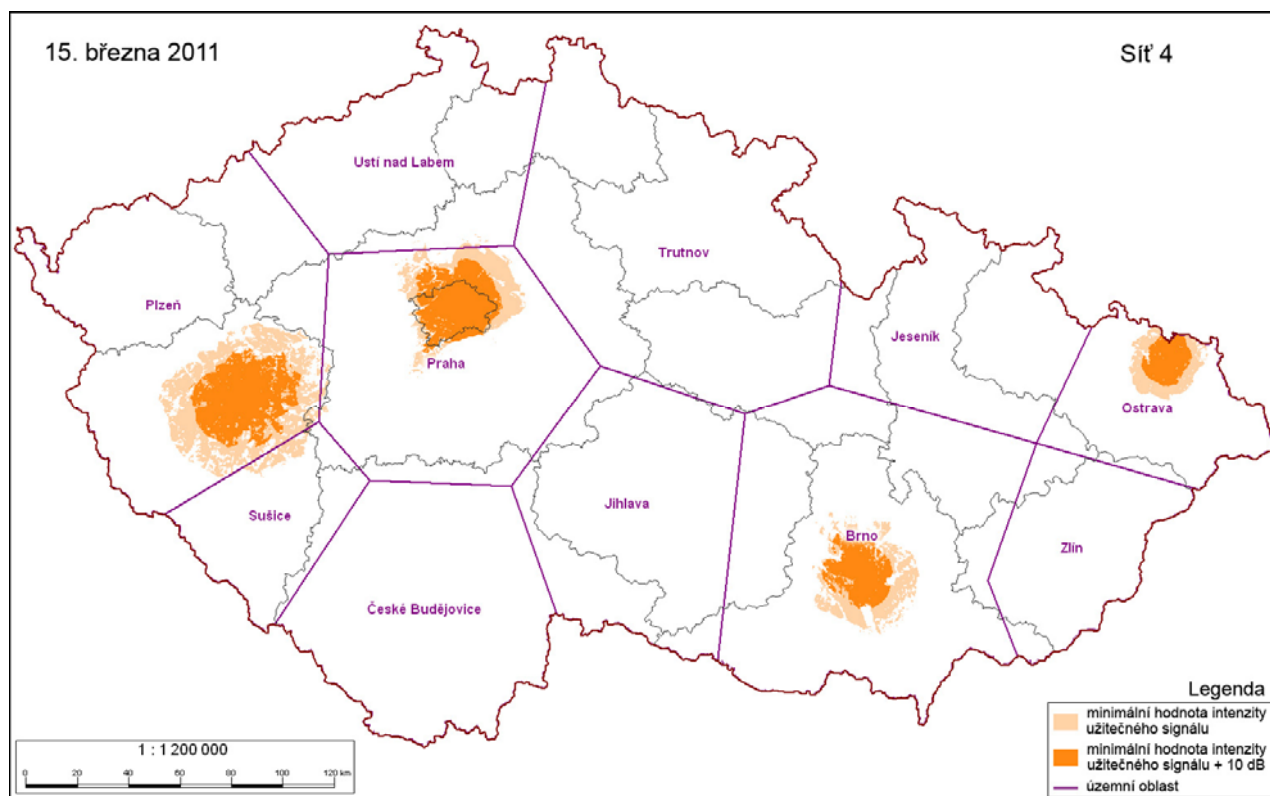 15. března 2011
Síť 4
Ústí nad Labem
Trutnov
Plzeň
Jeseník
Praha
Ostrava
Sušice
Jihlava
Brno
Zlín
České Budějovice
Legenda
minimální hodnota intenzity
užitečného signálu
minimální hodnota intenzity
užitečného signálu + 10 dB
územní oblast
1 : 1 200 000
0 20 40 60 80 100 120 km